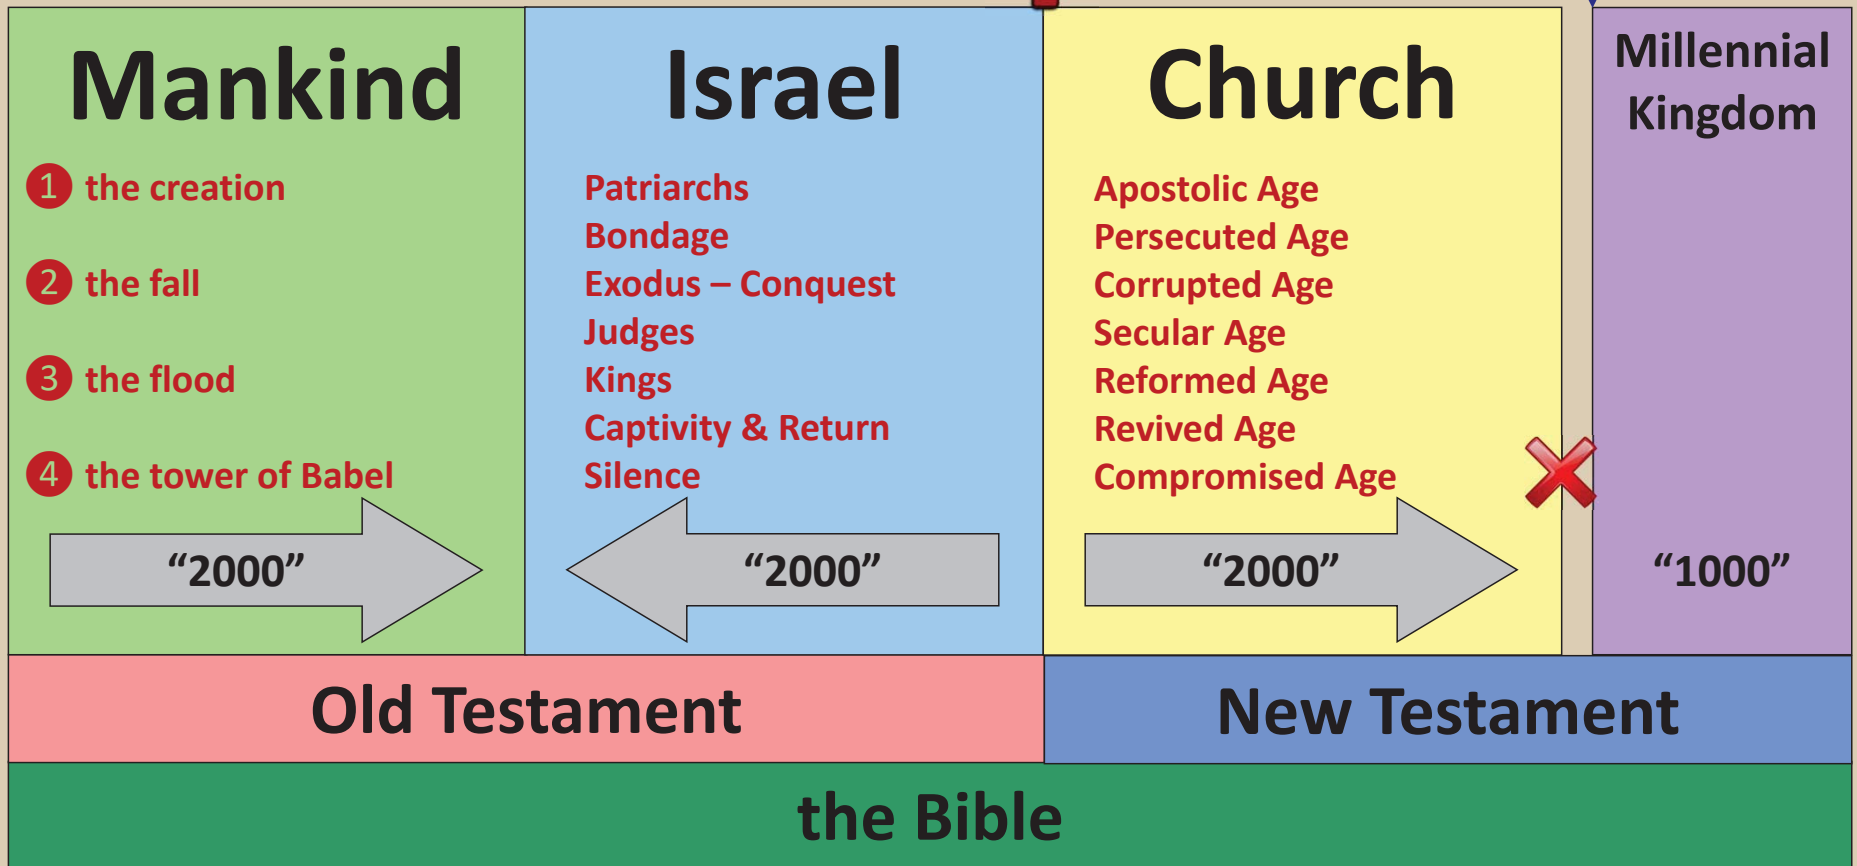 Mankind
1 the creation
2 the fall
3 the flood
4 the tower of Babel
“2000”
Israel
Patriarchs
Bondage
Exodus – Conquest
Judges
Kings
Captivity & Return
Silence
“2000”
Church
Apostolic Age
Persecuted Age
Corrupted Age
Secular Age
Reformed Age
Revived Age
Compromised Age
“2000”
Millennial
Kingdom
“1000”
Old Testament
New Testament
the Bible